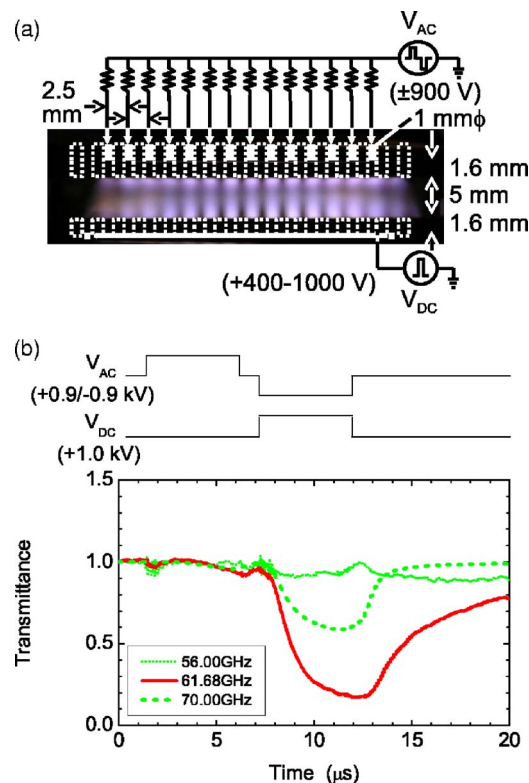 (a)
V_AC
(±900 V)
2.5
mm
1 mmϕ
1.6 mm
5 mm
1.6 mm
(+400-1000 V)
V_DC
(b)
V_AC
(+0.9/-0.9 kV)
V_DC
(+1.0 kV)
1.5
1.0
0.5
0.0
Transmittance
56.00GHz
61.68GHz
70.00GHz
0 5 10 15 20
Time (μs)